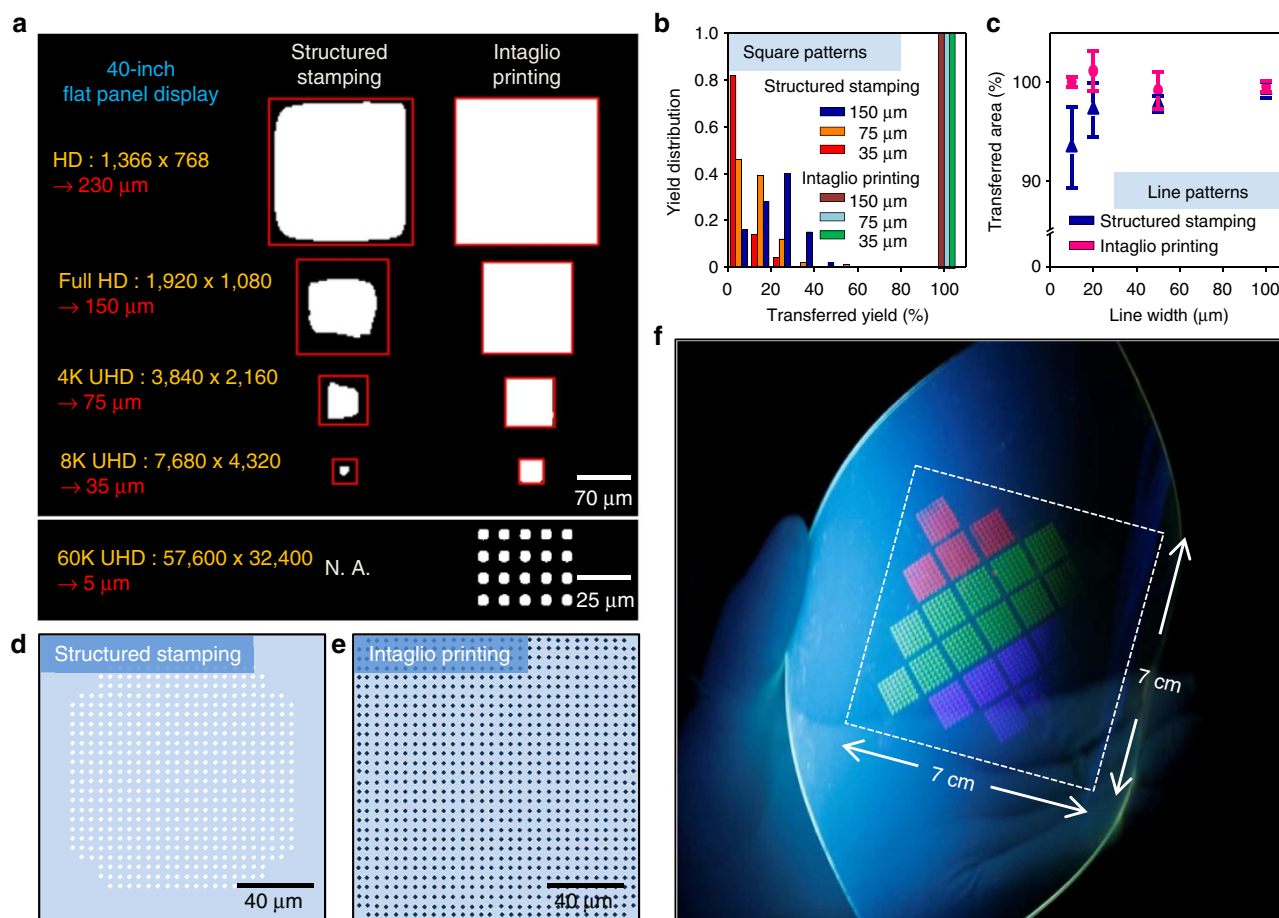 a
40-inch
flat panel display
Structured
stamping
Intaglio
printing
HD : 1,366 x 768
→ 230 μm
Full HD : 1,920 x 1,080
→ 150 μm
4K UHD : 3,840 x 2,160
→ 75 μm
8K UHD : 7,680 x 4,320
→ 35 μm
70 μm
60K UHD : 57,600 x 32,400
→ 5 μm
N. A.
25 μm
b
Yield distribution
1.0
0.8
0.6
0.4
0.2
0
0 20 40 60 80 100
Transferred yield (%)
Square patterns
Structured stamping
150 μm
75 μm
35 μm
Intaglio printing
150 μm
75 μm
35 μm
c
Transferred area (%)
100
90
0
0 20 40 60 80 100
Line width (μm)
Line patterns
Structured stamping
Intaglio printing
d
Structured stamping
40 μm
e
Intaglio printing
40 μm
f
7 cm
7 cm